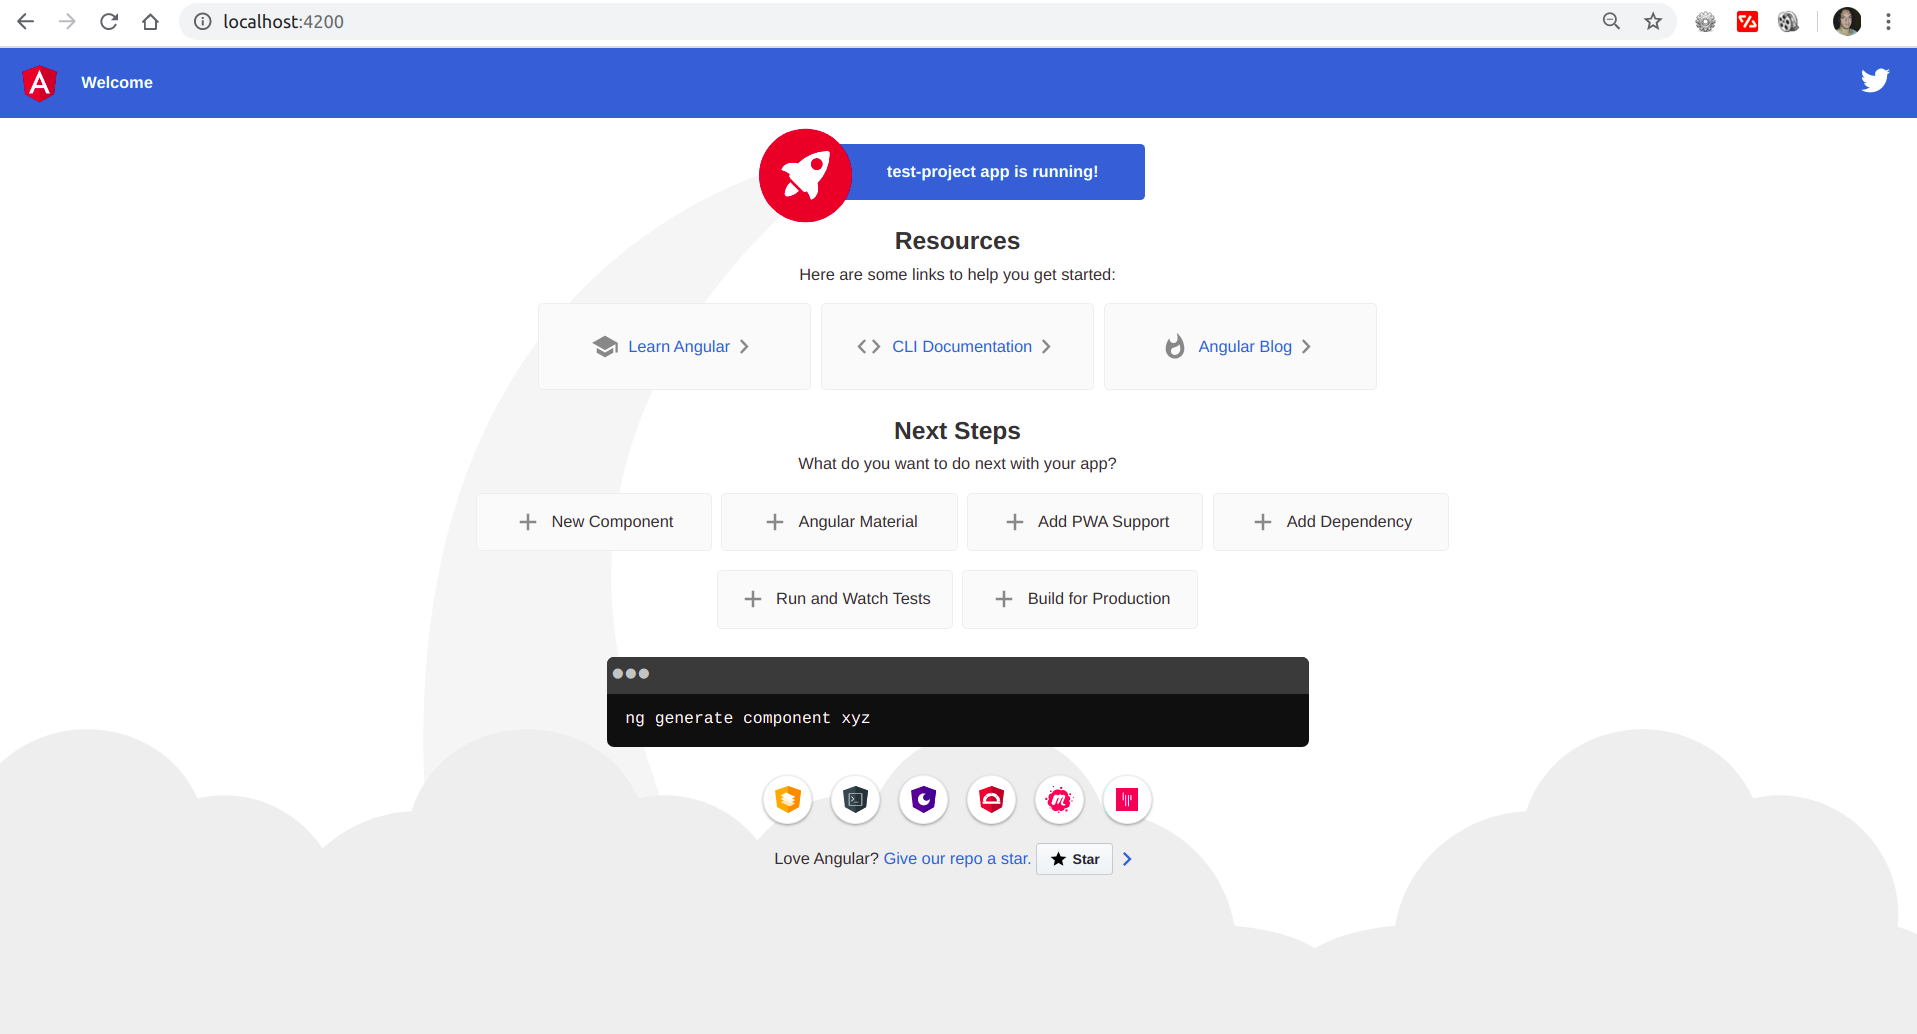 localhost:4200
Welcome
test-project app is running!
Resources
Here are some links to help you get started:
Learn Angular
CLI Documentation
Angular Blog
Next Steps
What do you want to do next with your app?
New Component
Angular Material
Add PWA Support
Add Dependency
Run and Watch Tests
Build for Production
ng generate component xyz
Love Angular? Give our repo a star. Star